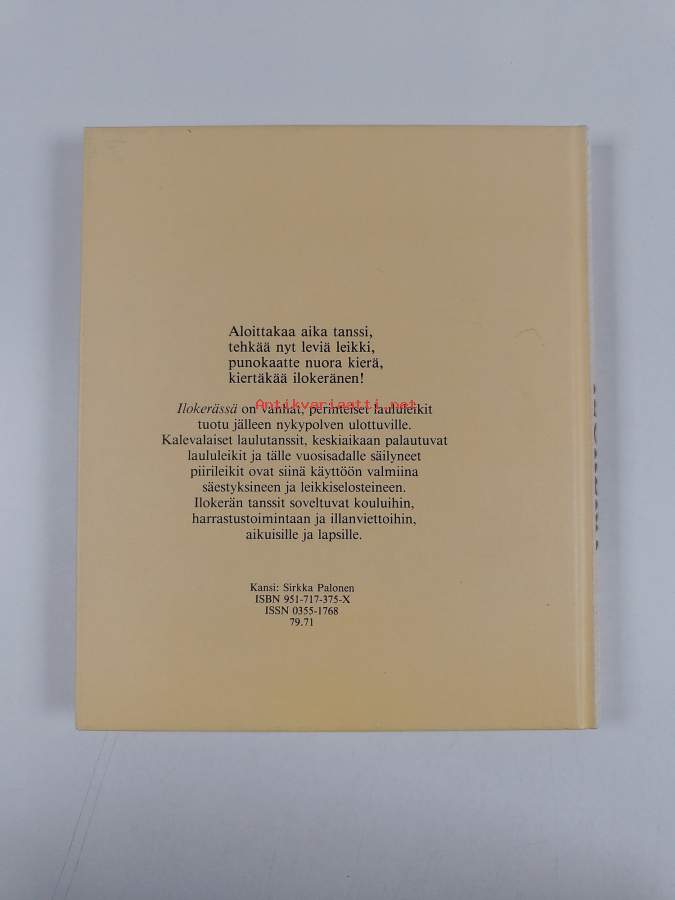 Aloittakaa aika tanssi,
tehkää nyt leviä leikki,
punokaatte nuora kierä,
kiertäkää ilokeränen!
Antikvariaatti.net
Ilokerässä on vanhat, perinteiset laululeikit
tuotu jälleen nykypolven ulottuville.
Kalevalaiset laulutanssit, keskiaikaan palautuvat
laululeikit ja tälle vuosisadalle säilyneet
piirileikit ovat siinä käyttöön valmiina
säestyksineen ja leikkiselosteineen.
Ilokerän tanssit soveltuvat kouluihin,
harrastustoimintaan ja illanviettoihin,
aikuisille ja lapsille.
Kansi: Sirkka Palonen
ISBN 951-717-375-X
ISSN 0355-1768
79.71